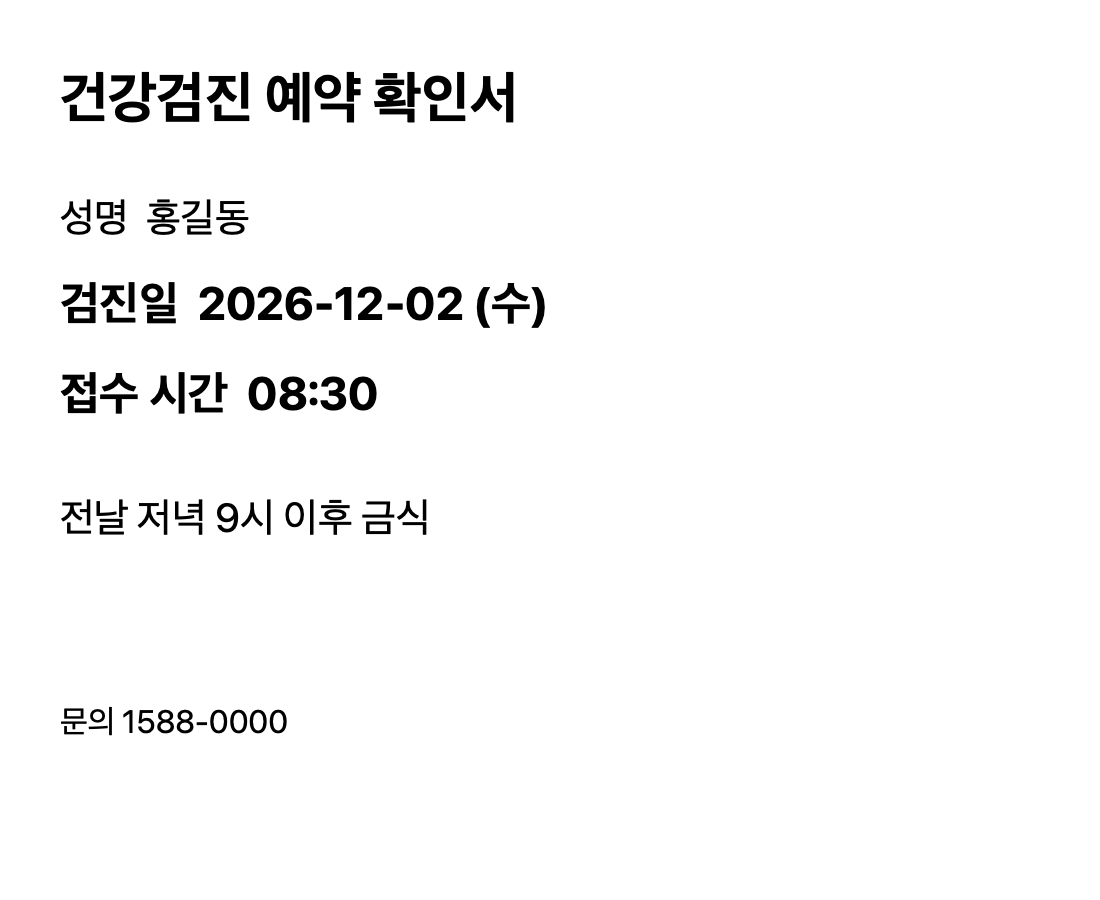 건강검진 예약 확인서
성명 홍길동
검진일 2026-12-02 (수)
접수 시간 08:30
전날 저녁 9시 이후 금식
문의 1588-0000